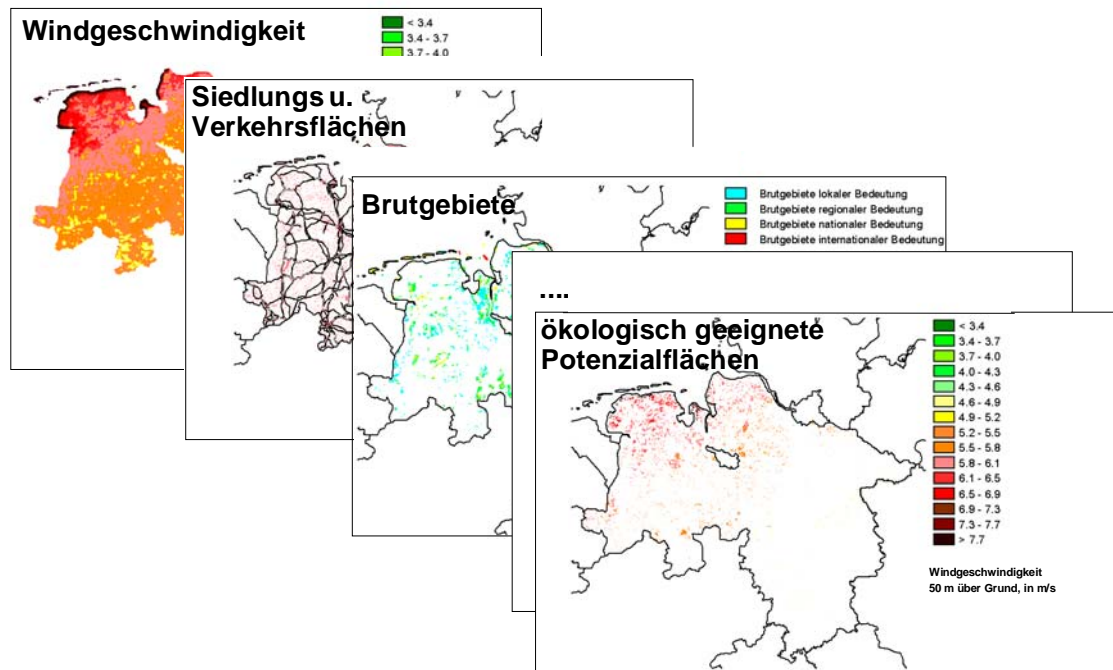 Windgeschwindigkeit
< 3.4
3.4 - 3.7
3.7 - 4.0
Siedlungs u.
Verkehrsflächen
Brutgebiete
Brutgebiete lokaler Bedeutung
Brutgebiete regionaler Bedeutung
Brutgebiete nationaler Bedeutung
Brutgebiete internationaler Bedeutung
....
ökologisch geeignete
Potenzialflächen
< 3.4
3.4 - 3.7
3.7 - 4.0
4.0 - 4.3
4.3 - 4.6
4.6 - 4.9
4.9 - 5.2
5.2 - 5.5
5.5 - 5.8
5.8 - 6.1
6.1 - 6.5
6.5 - 6.9
6.9 - 7.3
7.3 - 7.7
> 7.7
Windgeschwindigkeit
50 m über Grund, in m/s